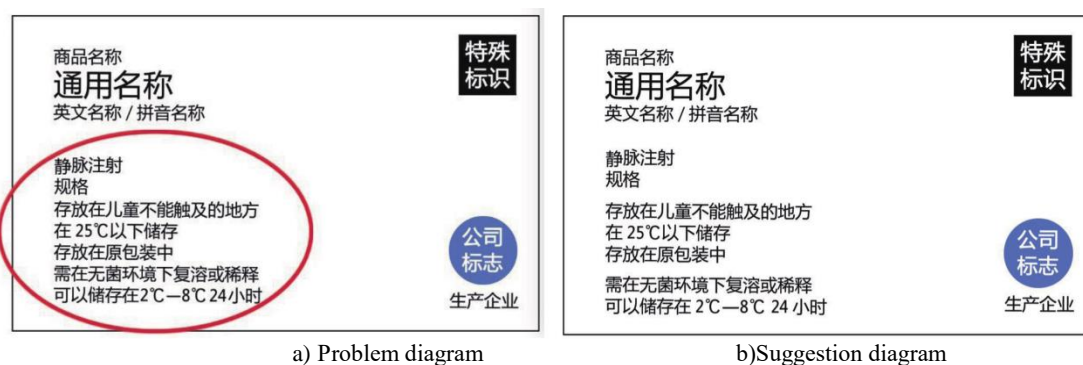 商品名称
通用名称
英文名称 / 拼音名称
特殊
标识
静脉注射
规格
存放在儿童不能触及的地方
在 25℃以下储存
存放在原包装中
需在无菌环境下复溶或稀释
可以储存在2℃—8℃ 24小时
公司
标志
生产企业
a) Problem diagram
商品名称
通用名称
英文名称 / 拼音名称
特殊
标识
静脉注射
规格
存放在儿童不能触及的地方
在 25℃以下储存
存放在原包装中
需在无菌环境下复溶或稀释
可以储存在 2℃—8℃ 24 小时
公司
标志
生产企业
b)Suggestion diagram